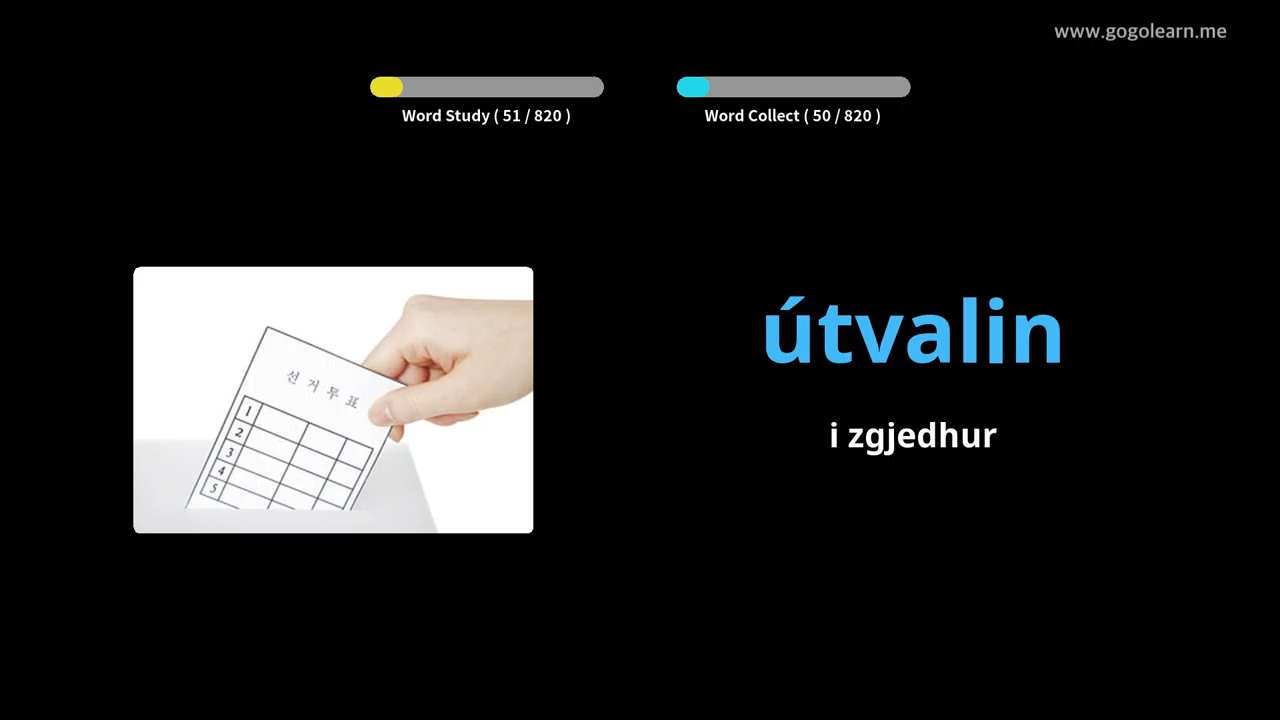 www.gogolearn.me
Word Study ( 51 / 820 )
Word Collect ( 50 / 820 )
선거투표
1
2
3
4
5
útvalin
i zgjedhur